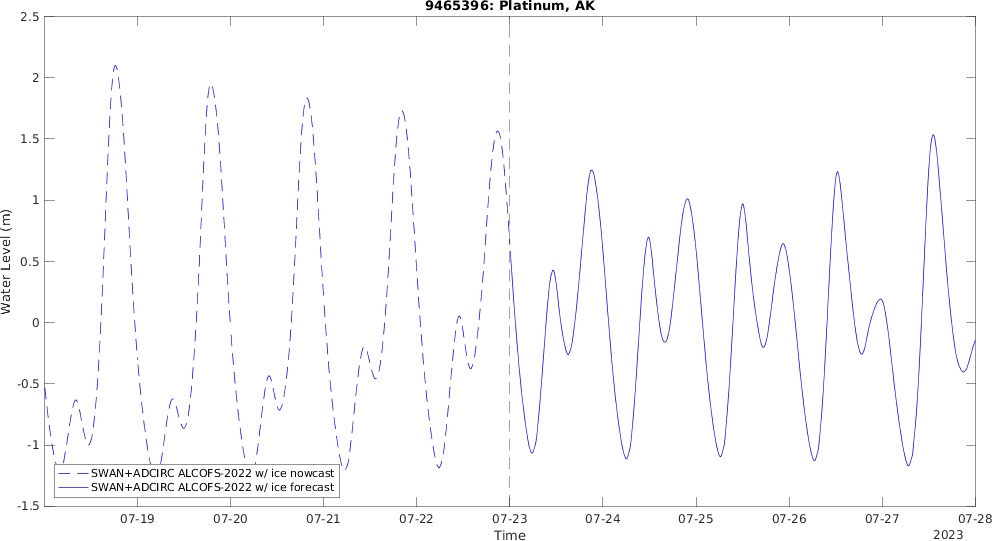 9465396: Platinum, AK
2.5
2
1.5
1
0.5
0
-0.5
-1
-1.5
Water Level (m)
SWAN+ADCIRC ALCOFS-2022 w/ ice nowcast
SWAN+ADCIRC ALCOFS-2022 w/ ice forecast
07-19 07-20 07-21 07-22 07-23 07-24 07-25 07-26 07-27 07-28
Time
2023